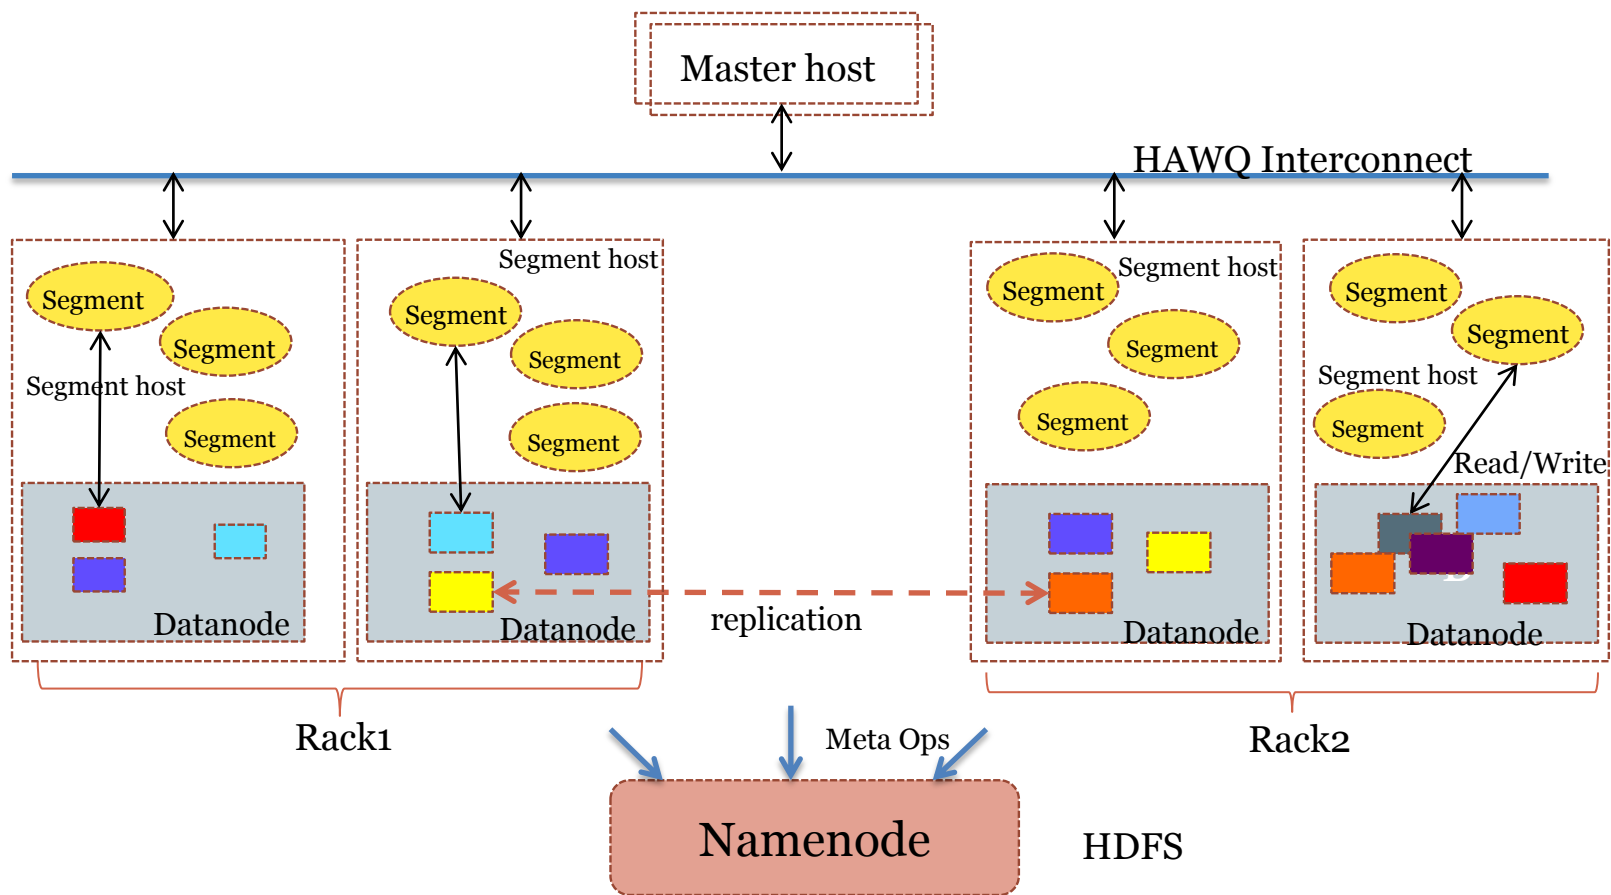 Master host
HAWQ Interconnect
Segment host
Segment
Segment
Segment host
Segment
Datanode
Segment
Segment
Segment
Datanode
Segment host
Segment
Segment
Segment
Datanode
Segment
Segment
Segment host
Segment
Read/Write
Datanode
replication
Rack1
Rack2
Meta Ops
Namenode
HDFS